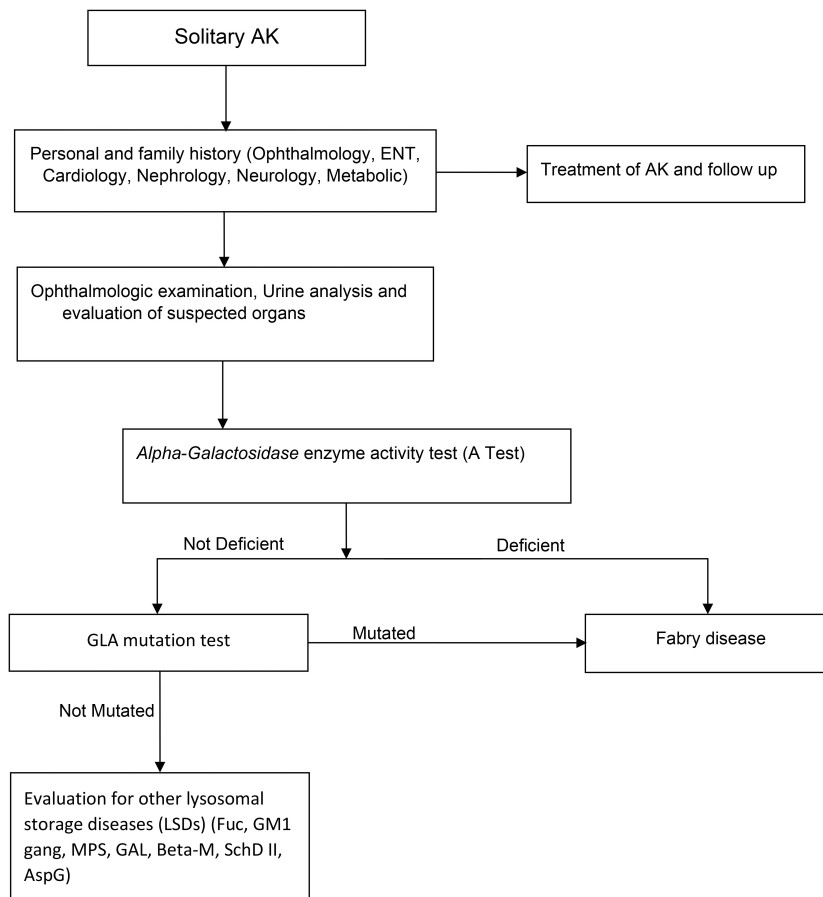 Solitary AK
Personal and family history (Ophthalmology, ENT,
Cardiology, Nephrology, Neurology, Metabolic)
Treatment of AK and follow up
Ophthalmologic examination, Urine analysis and
evaluation of suspected organs
Alpha-Galactosidase enzyme activity test (A Test)
Not Deficient
Deficient
GLA mutation test
Mutated
Fabry disease
Not Mutated
Evaluation for other lysosomal
storage diseases (LSDs) (Fuc, GM1
gang, MPS, GAL, Beta-M, SchD II,
AspG)